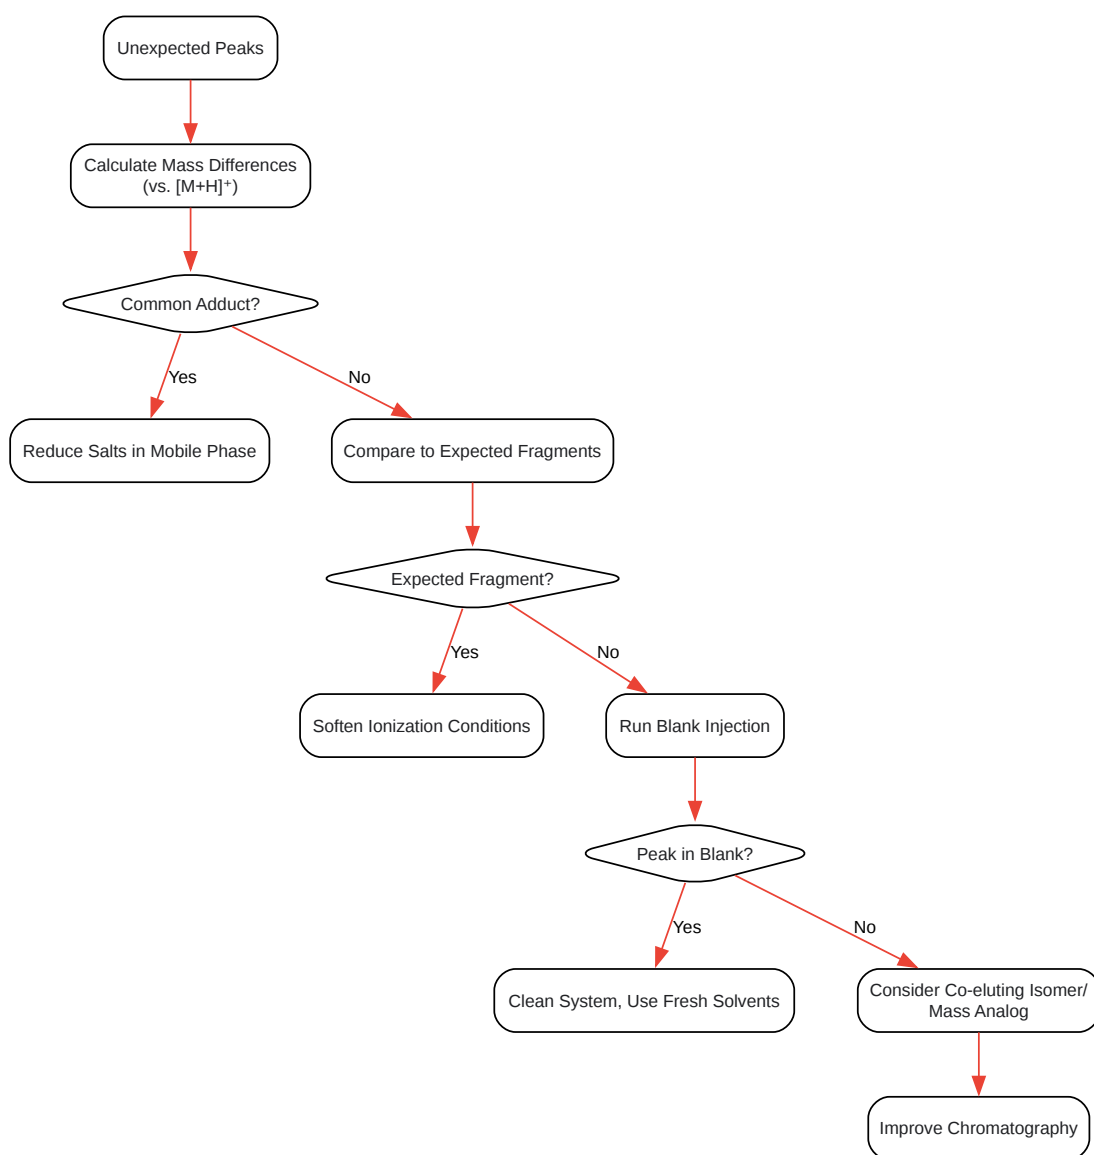 Unexpected Peaks
Calculate Mass Differences
(vs. [M+H]⁺)
Common Adduct?
Yes
No
Reduce Salts in Mobile Phase
Compare to Expected Fragments
Expected Fragment?
Yes
No
Soften Ionization Conditions
Run Blank Injection
Peak in Blank?
Yes
No
Clean System, Use Fresh Solvents
Consider Co-eluting Isomer/
Mass Analog
Improve Chromatography